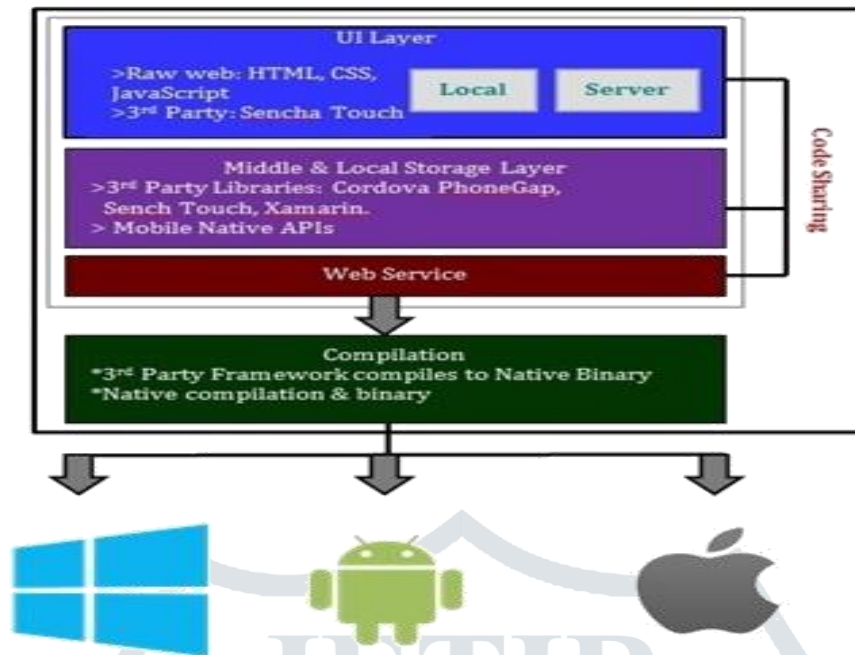 UI Layer
>Raw web: HTML, CSS,
JavaScript
>3rd Party: Sencha Touch
Local
Server
Middle & Local Storage Layer
>3rd Party Libraries: Cordova PhoneGap,
Sench Touch, Xamarin.
> Mobile Native APIs
Web Service
Code Sharing
Compilation
*3rd Party Framework compiles to Native Binary
*Native compilation & binary